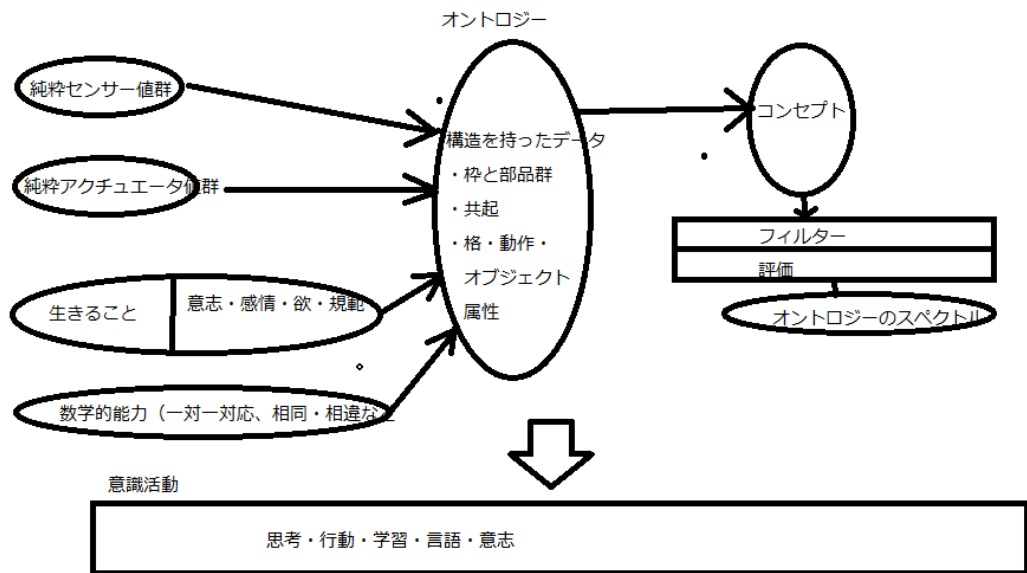 オントロジー
純粋センサー値群
純粋アクチュエータ値群
生きること
意志・感情・欲・規範
数学的能力（一対一対応、相同・相違など
構造を持ったデータ
・枠と部品群
・共起
・格・動作・
オブジェクト
属性
コンセプト
フィルター
評価
オントロジーのスペクトル
意識活動
思考・行動・学習・言語・意志